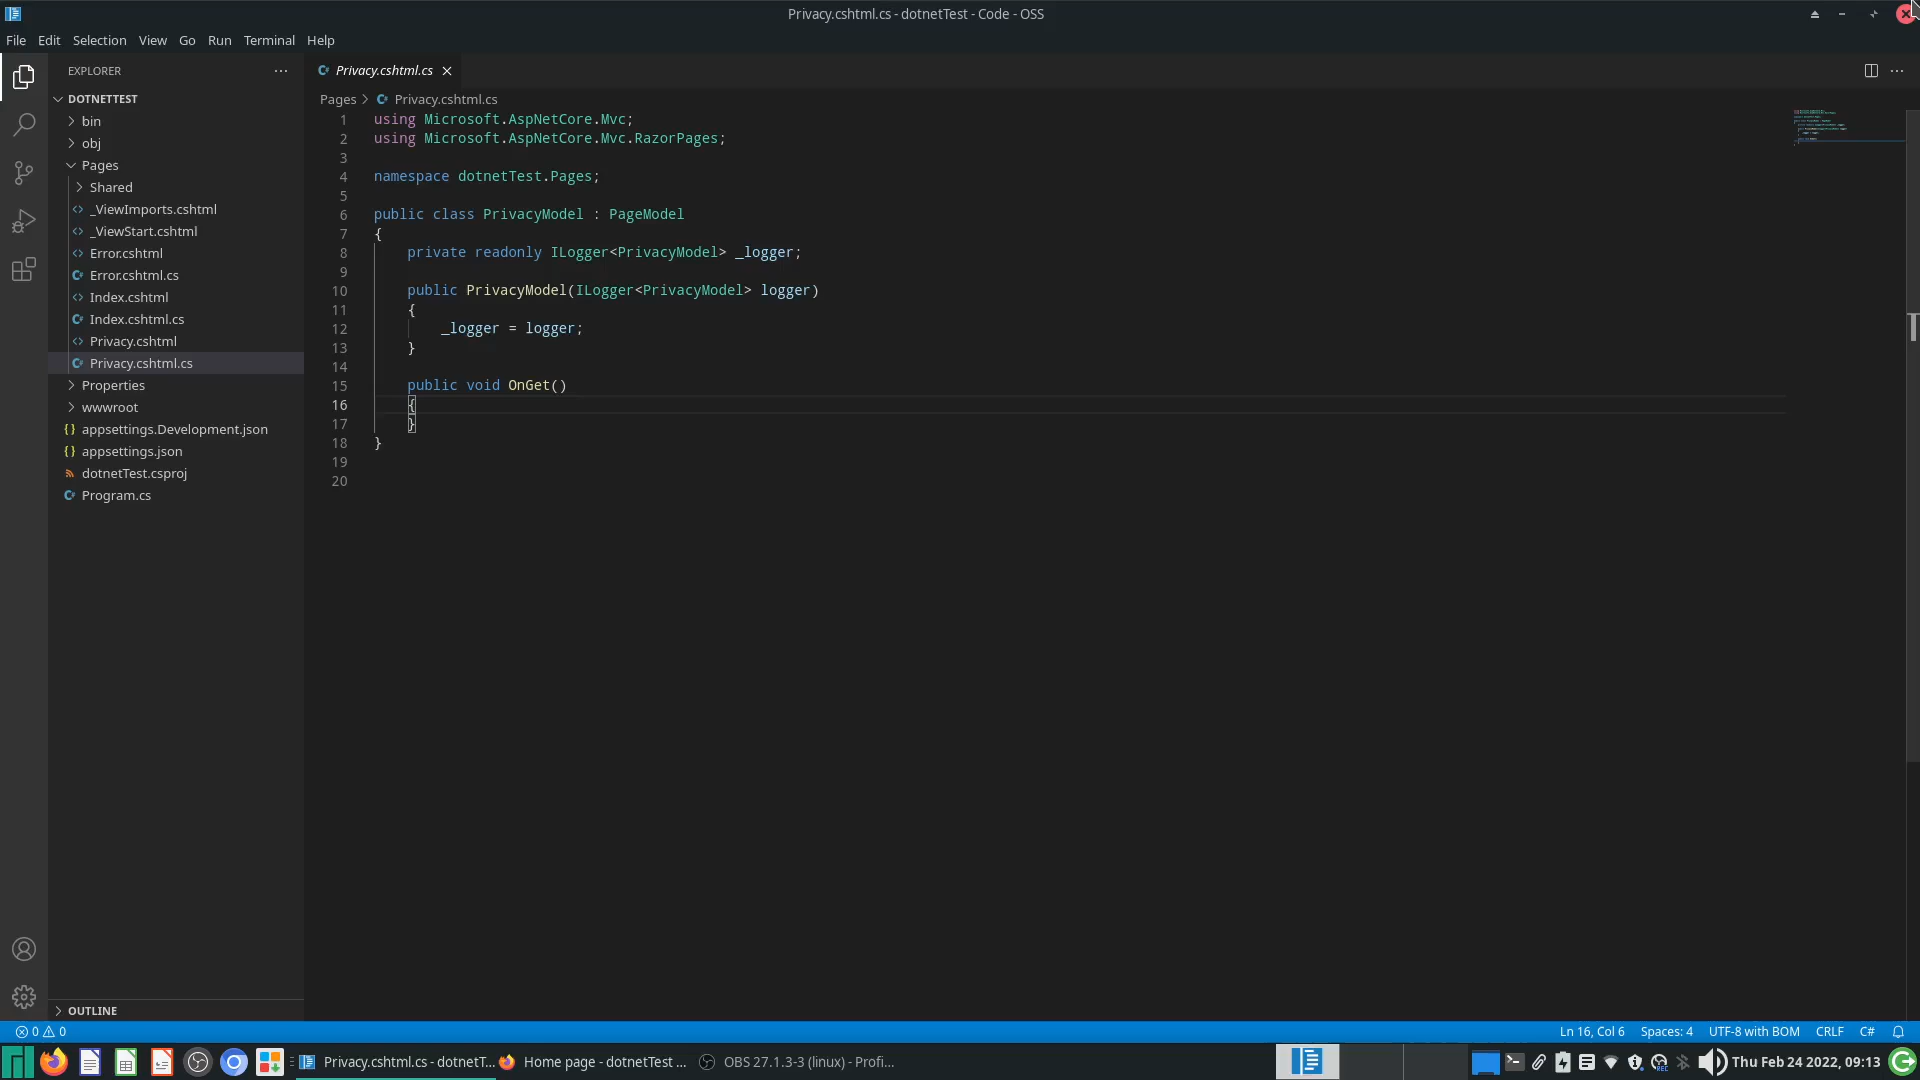 Privacy.cshtml.cs - dotnetTest - Code - OSS
File Edit Selection View Go Run Terminal Help
EXPLORER
Privacy.cshtml.cs
DOTNETTEST
bin
obj
Pages
Shared
_ViewImports.cshtml
_ViewStart.cshtml
Error.cshtml
Error.cshtml.cs
Index.cshtml
Index.cshtml.cs
Privacy.cshtml
Privacy.cshtml.cs
Properties
wwwroot
appsettings.Development.json
appsettings.json
dotnetTest.csproj
Program.cs
OUTLINE
Pages > Privacy.cshtml.cs
1 using Microsoft.AspNetCore.Mvc;
2 using Microsoft.AspNetCore.Mvc.RazorPages;
3
4 namespace dotnetTest.Pages;
5
6 public class PrivacyModel : PageModel
7 {
8     private readonly ILogger<PrivacyModel> _logger;
9
10     public PrivacyModel(ILogger<PrivacyModel> logger)
11     {
12         _logger = logger;
13     }
14
15     public void OnGet()
16     {
17     }
18 }
19
20
0 0
Ln 16, Col 6 Spaces: 4 UTF-8 with BOM CRLF C#
Privacy.cshtml.cs - dotnetT... Home page - dotnetTest ... OBS 27.1.3-3 (linux) - Profi...
Thu Feb 24 2022, 09:13